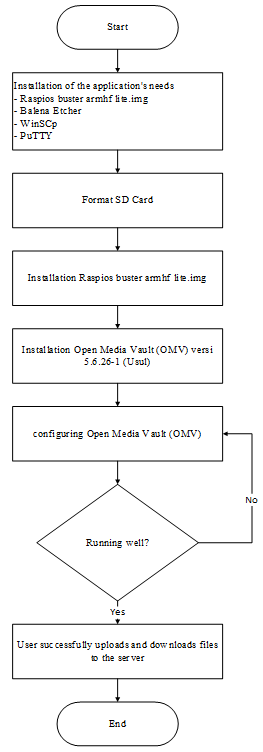 Start
Installation of the application's needs
- Raspios buster armhf lite.img
- Balena Etcher
- WinSCp
- PuTTY
Format SD Card
Installation Raspios buster armhf lite.img
Installation Open Media Vault (OMV) versi
5.6.26-1 (Usul)
configuring Open Media Vault (OMV)
No
Running well?
Yes
User successfully uploads and downloads files
to the server
End